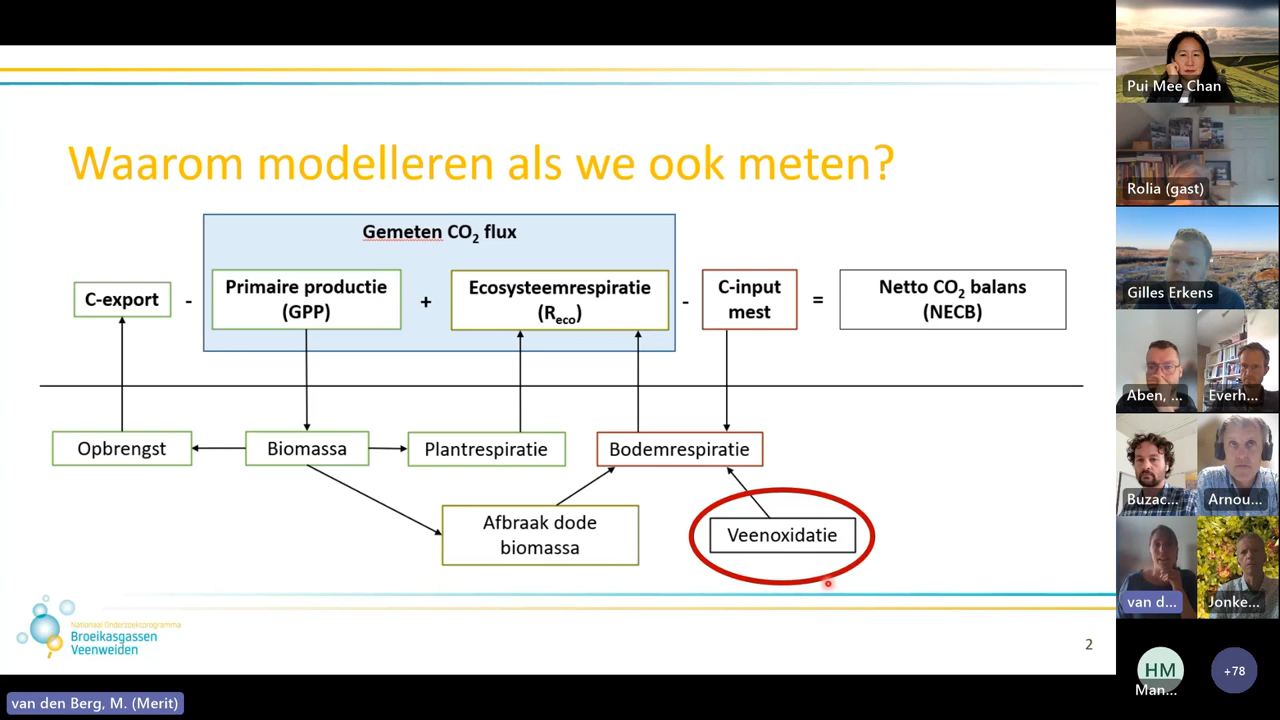 Waarom modelleren als we ook meten?
Gemeten CO₂ flux
C-export
-
Primaire productie
(GPP)
+
Ecosysteemrespiratie
(Reco)
-
C-input
mest
=
Netto CO₂ balans
(NECB)
Opbrengst
Biomassa
Plantrespiratie
Bodemrespiratie
Afbraak dode
biomassa
Veenoxidatie
Nationaal Onderzoeksprogramma
Broeikasgassen
Veenweiden
2
van den Berg, M. (Merit)
Pui Mee Chan
Rolia (gast)
Gilles Erkens
Aben, ...
Everh...
Buzac...
Arnou...
van d...
Jonke...
HM
Man...
+78